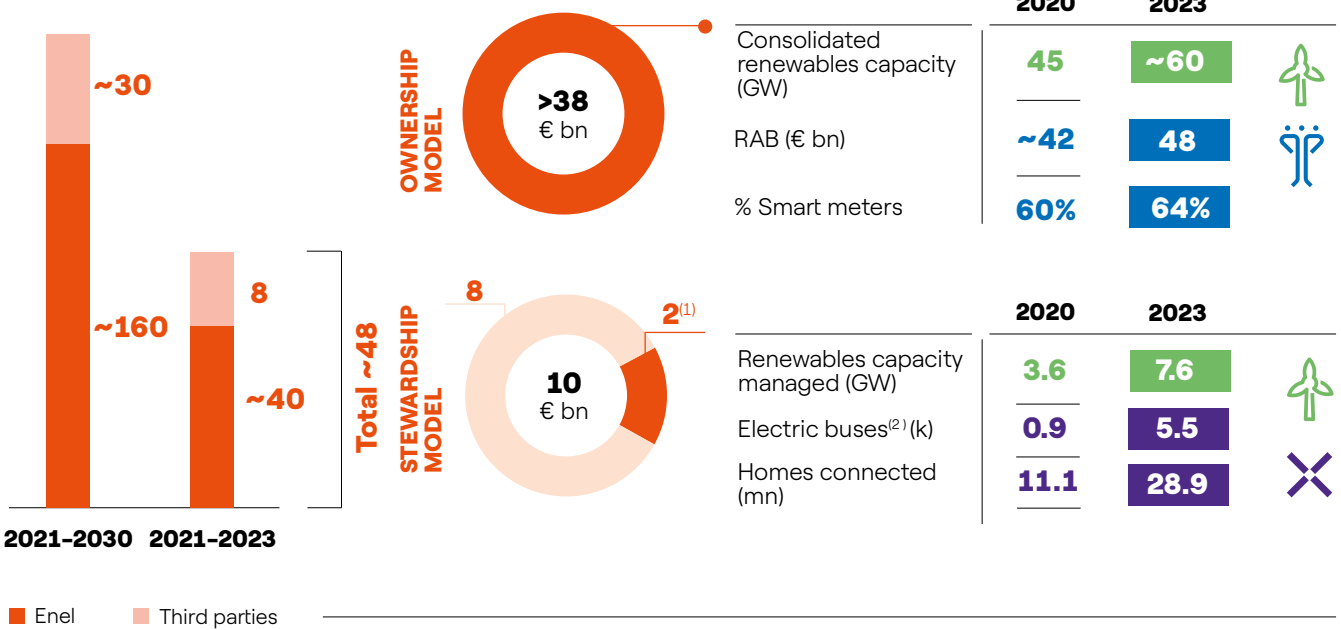 ~30
~160
8
~40
2021-2030 2021-2023
Total ~48
OWNERSHIP
MODEL
>38
€ bn
2020 2023
Consolidated
renewables capacity
(GW)
45 ~60
RAB (€ bn) ~42 48
% Smart meters 60% 64%
STEWARDSHIP
MODEL
8
2(1)
10
€ bn
2020 2023
Renewables capacity
managed (GW)
3.6 7.6
Electric buses(2) (k) 0.9 5.5
Homes connected
(mn)
11.1 28.9
Enel Third parties